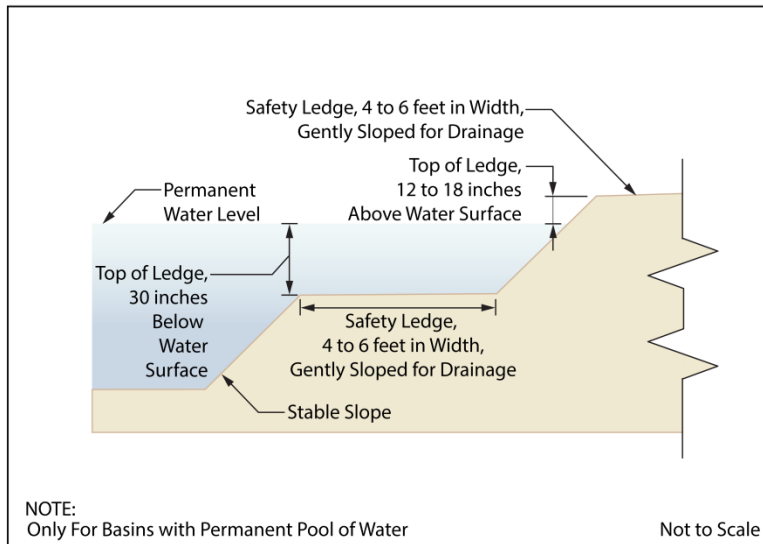 Safety Ledge, 4 to 6 feet in Width,
Gently Sloped for Drainage
Top of Ledge,
12 to 18 inches
Above Water Surface
Permanent
Water Level
Top of Ledge,
30 inches
Below
Water
Surface
Safety Ledge,
4 to 6 feet in Width,
Gently Sloped for Drainage
Stable Slope
NOTE:
Only For Basins with Permanent Pool of Water
Not to Scale